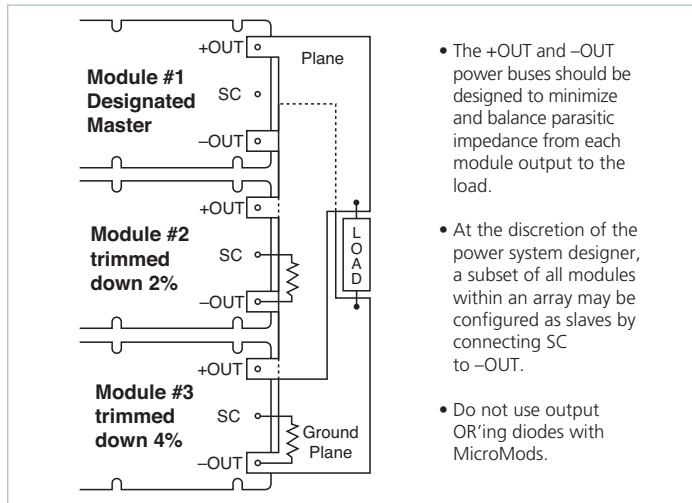 +OUT
Plane
Module #1
Designated
Master
SC
–OUT
+OUT
Module #2
trimmed
down 2%
SC
–OUT
LOAD
+OUT
Module #3
trimmed
down 4%
SC
Ground
Plane
–OUT
• The +OUT and –OUT
power buses should be
designed to minimize
and balance parasitic
impedance from each
module output to the
load.
• At the discretion of the
power system designer,
a subset of all modules
within an array may be
configured as slaves by
connecting SC
to –OUT.
• Do not use output
OR'ing diodes with
MicroMods.